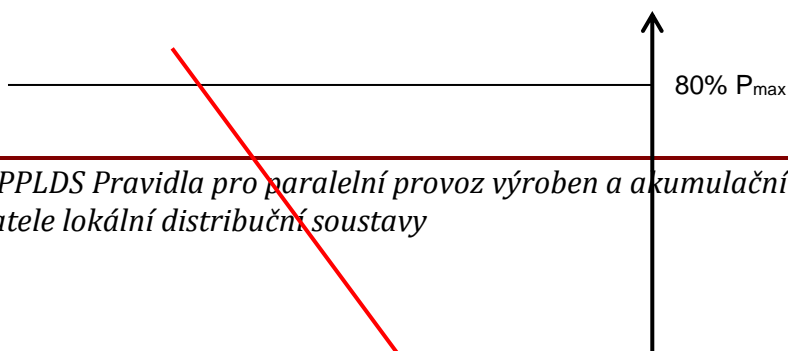 80% Pmax
PPLDS Pravidla pro paralelní provoz výroben a akumulační
atele lokální distribuční soustavy